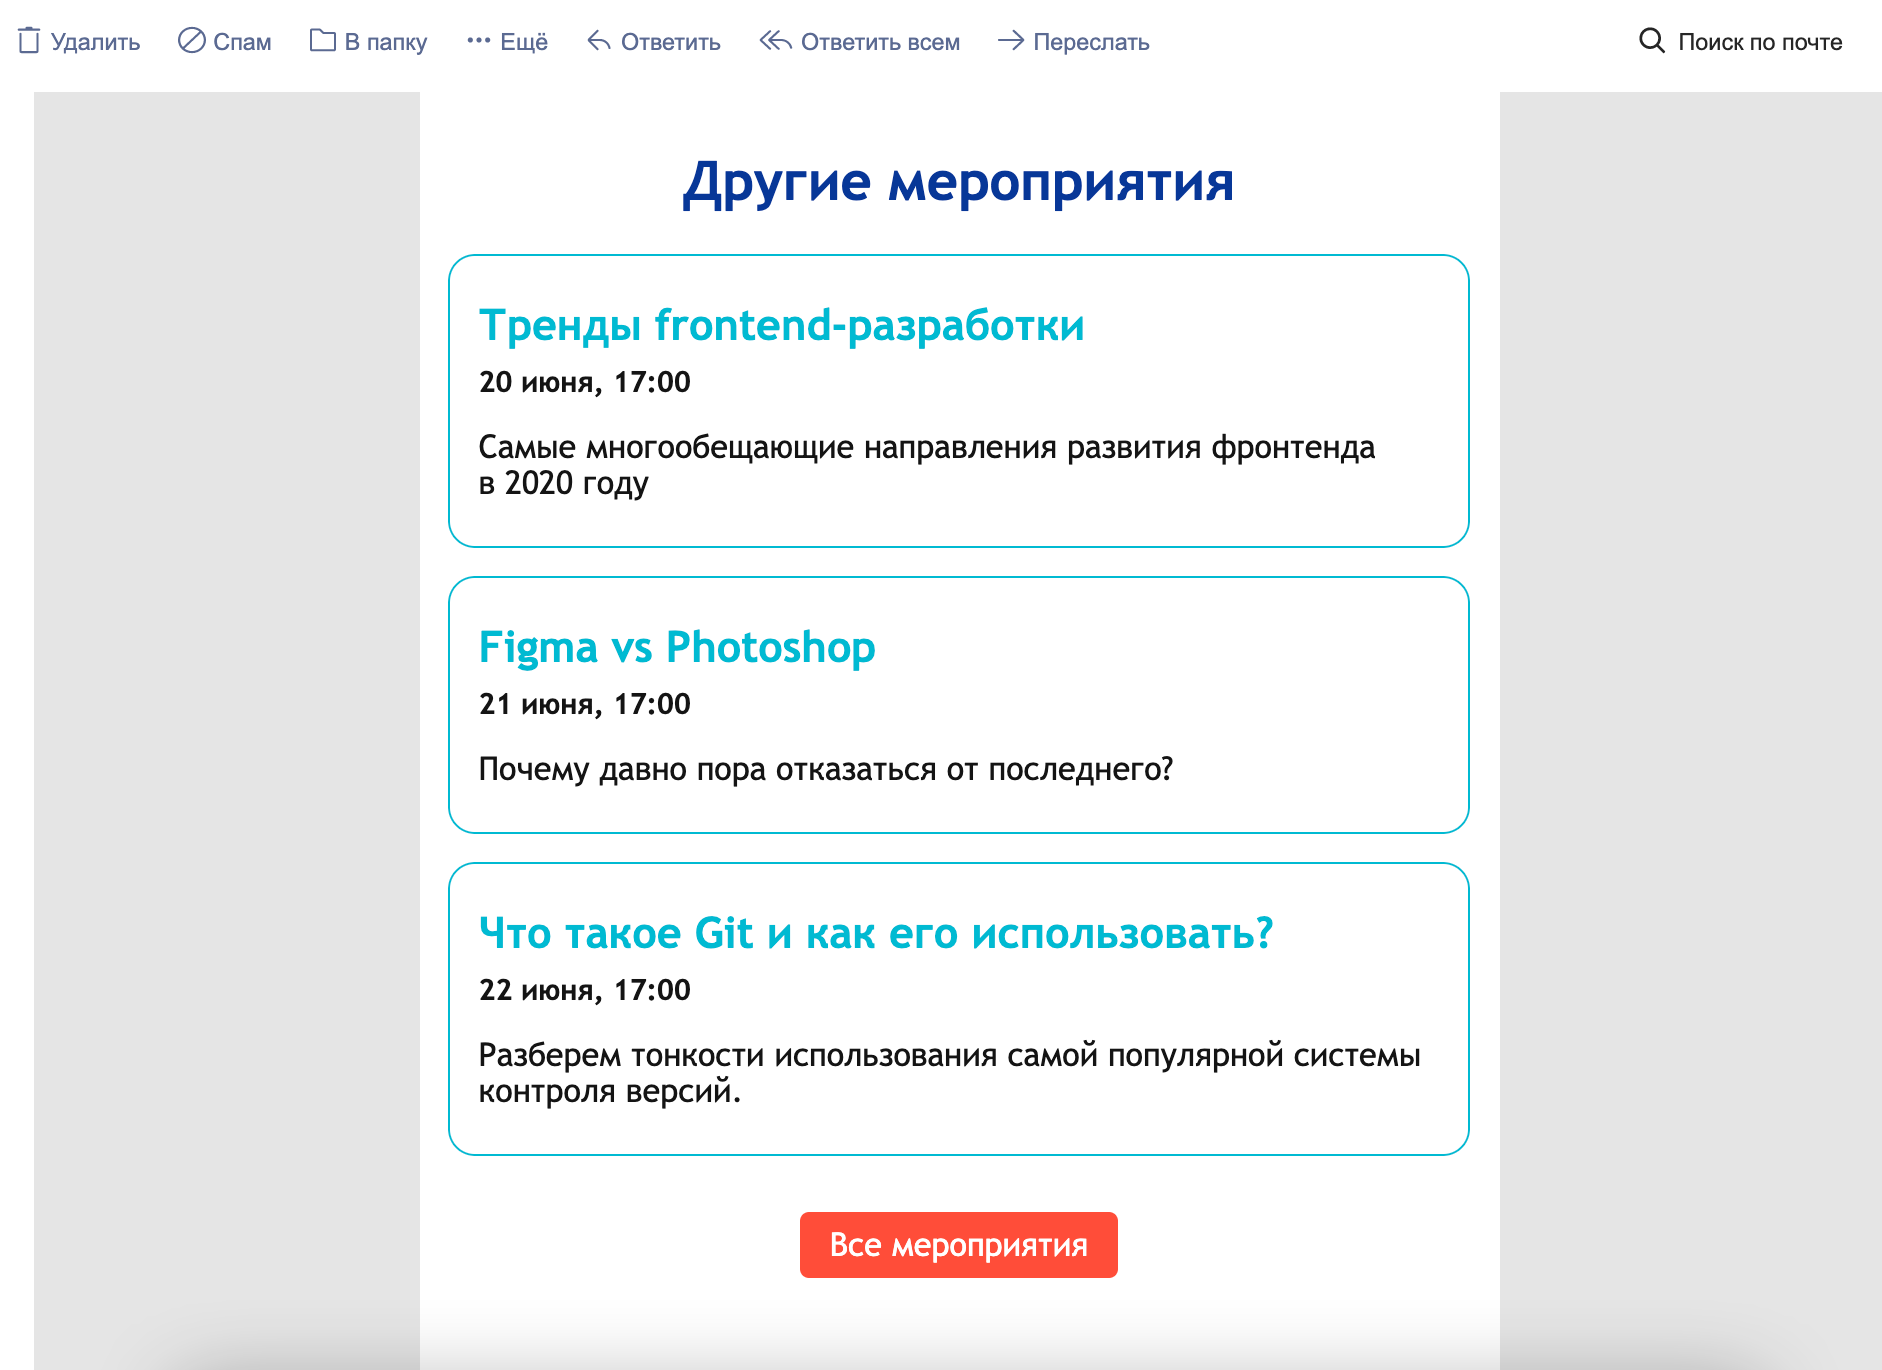 Удалить Спам В папку Ещё Ответить Ответить всем Переслать Поиск по почте
Другие мероприятия
Тренды frontend-разработки
20 июня, 17:00
Самые многообещающие направления развития фронтенда
в 2020 году
Figma vs Photoshop
21 июня, 17:00
Почему давно пора отказаться от последнего?
Что такое Git и как его использовать?
22 июня, 17:00
Разберем тонкости использования самой популярной системы
контроля версий.
Все мероприятия